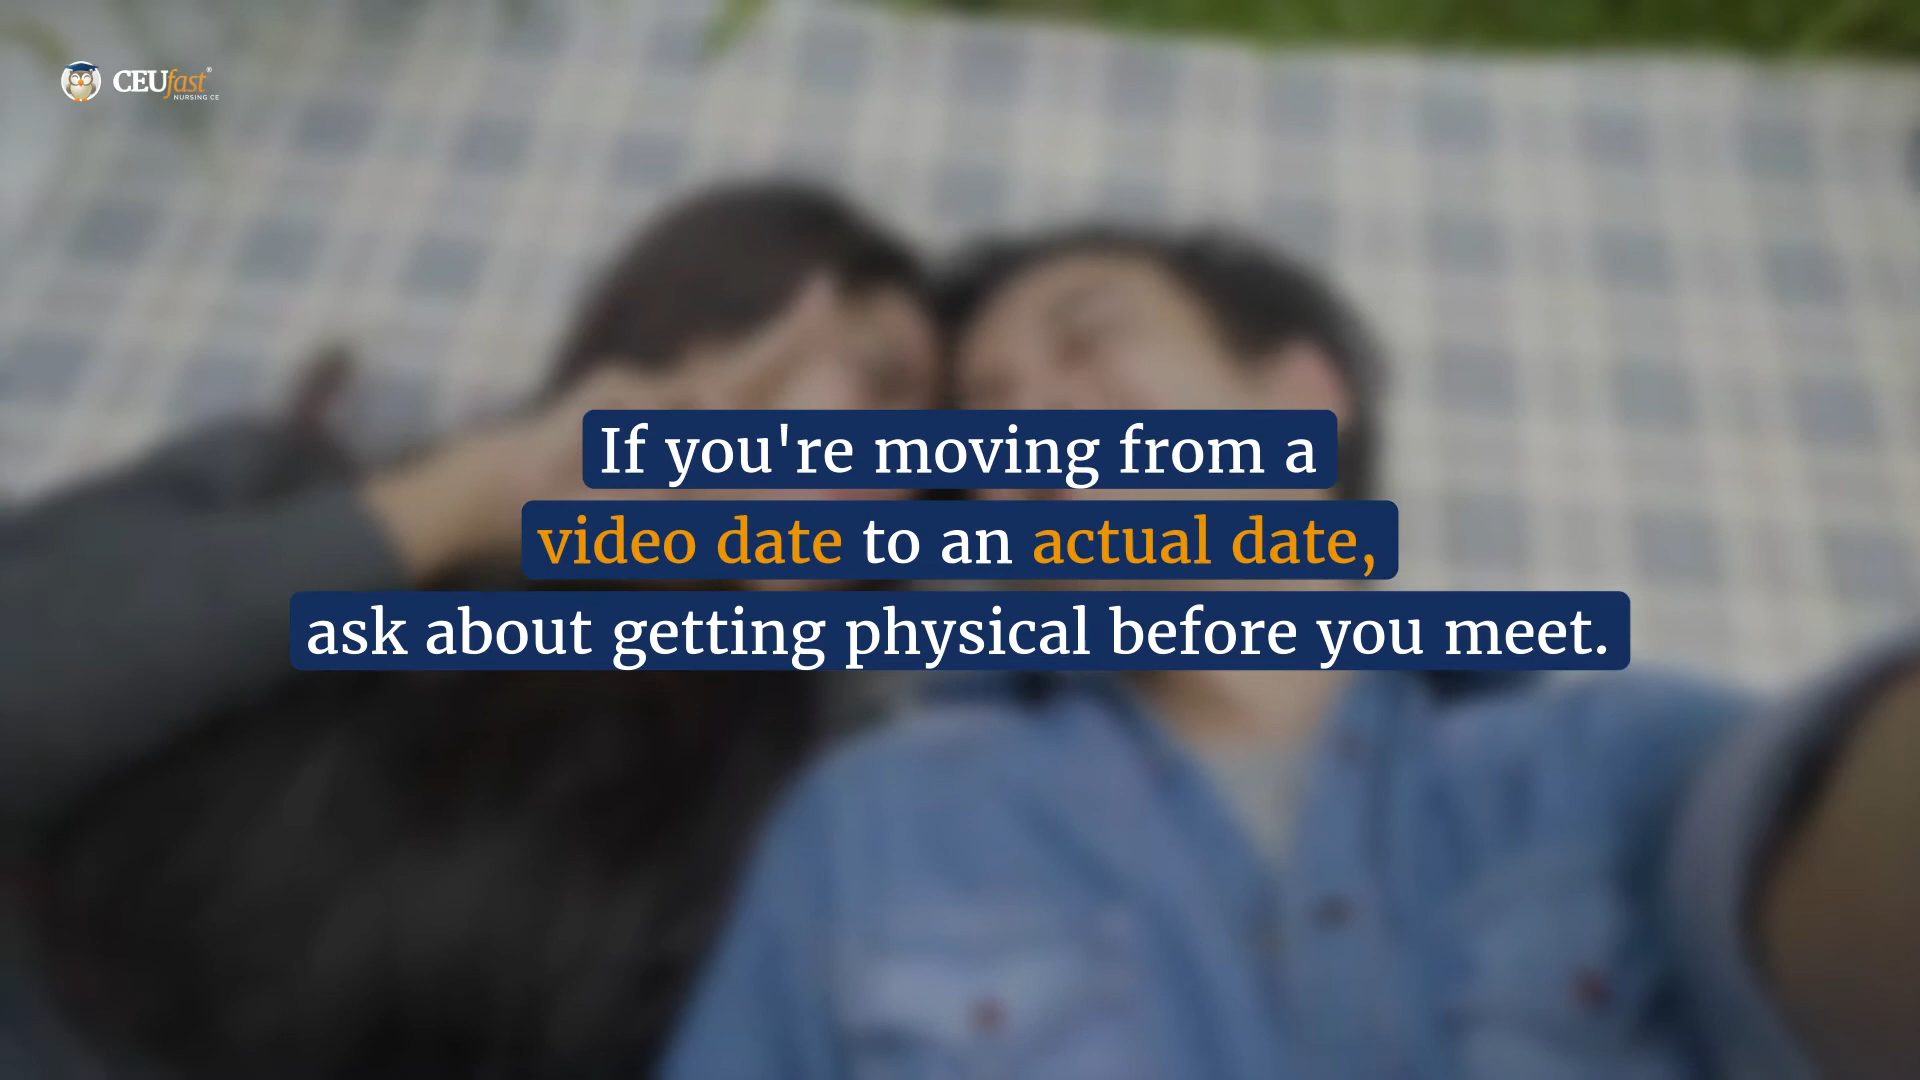 CEUfast®
NURSING CE
If you're moving from a
video date to an actual date,
ask about getting physical before you meet.